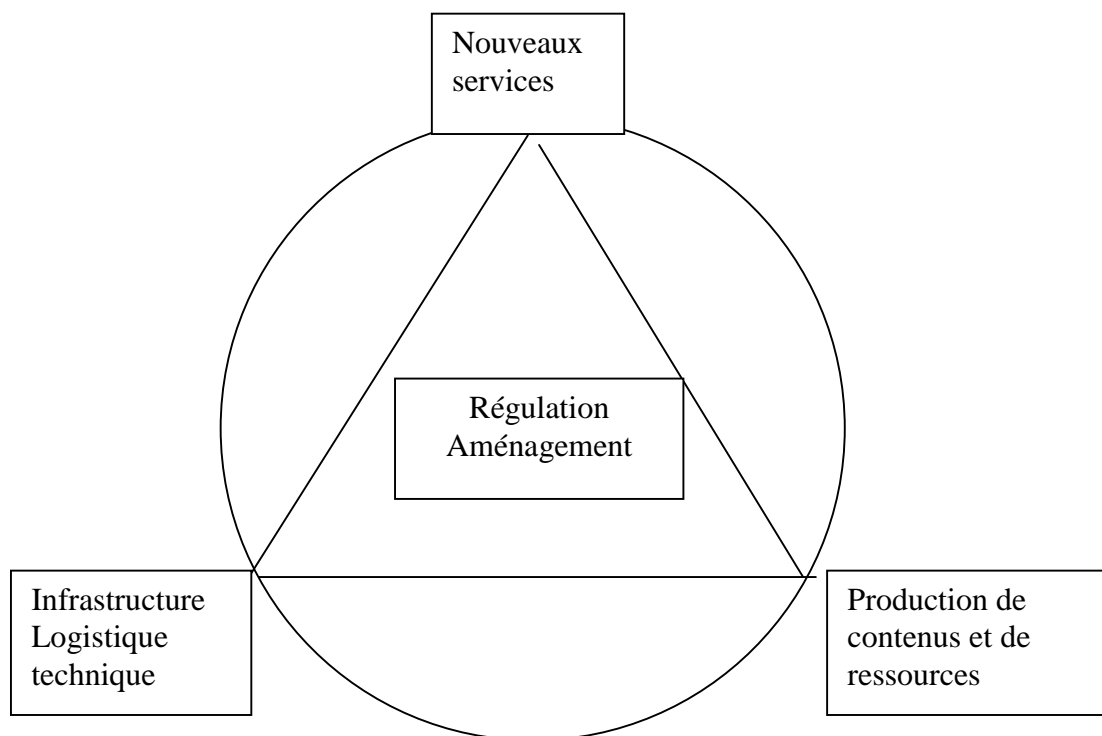 Nouveaux
services
Régulation
Aménagement
Infrastructure
Logistique
technique
Production de
contenus et de
ressources